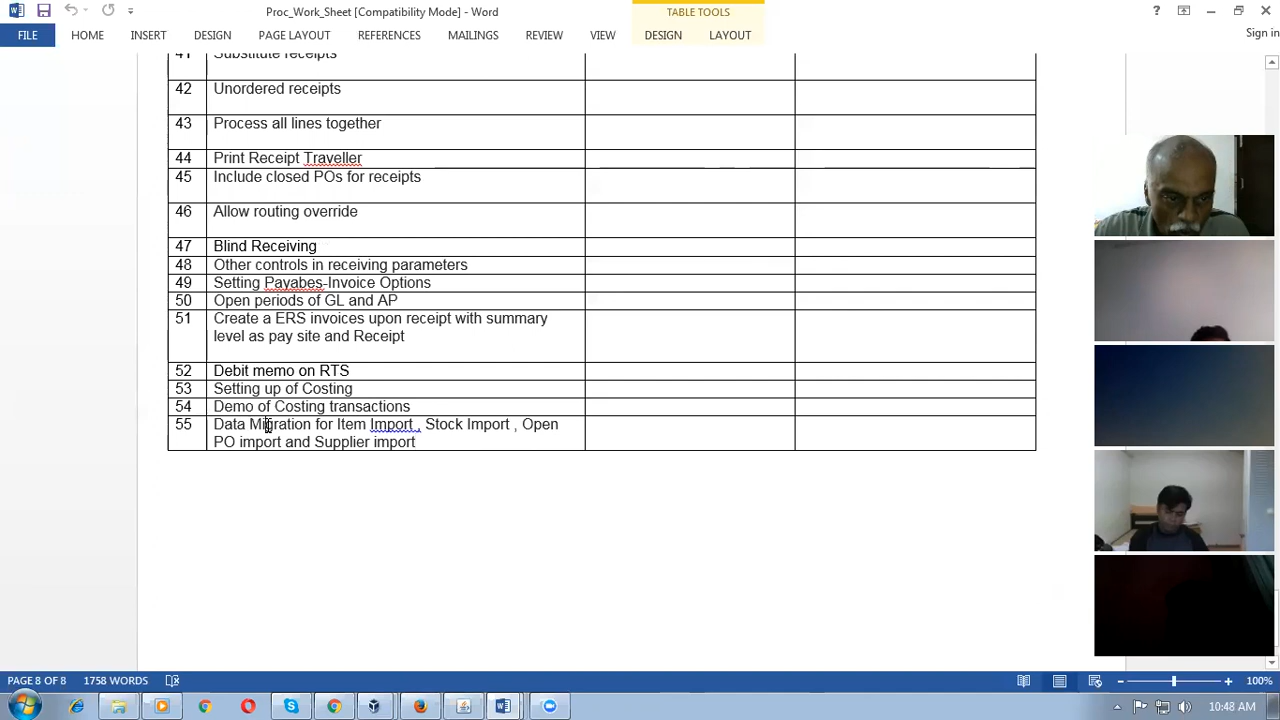 Proc_Work_Sheet [Compatibility Mode] - Word
TABLE TOOLS
?
FILE
HOME
INSERT
DESIGN
PAGE LAYOUT
REFERENCES
MAILINGS
REVIEW
VIEW
DESIGN
LAYOUT
Sign in
41 Substitute receipts
42 Unordered receipts
43 Process all lines together
44 Print Receipt Traveller
45 Include closed POs for receipts
46 Allow routing override
47 Blind Receiving
48 Other controls in receiving parameters
49 Setting Payabes-Invoice Options
50 Open periods of GL and AP
51 Create a ERS invoices upon receipt with summary
level as pay site and Receipt
52 Debit memo on RTS
53 Setting up of Costing
54 Demo of Costing transactions
55 Data Migration for Item Import , Stock Import , Open
PO import and Supplier import
PAGE 8 OF 8
1758 WORDS
100%
10:48 AM